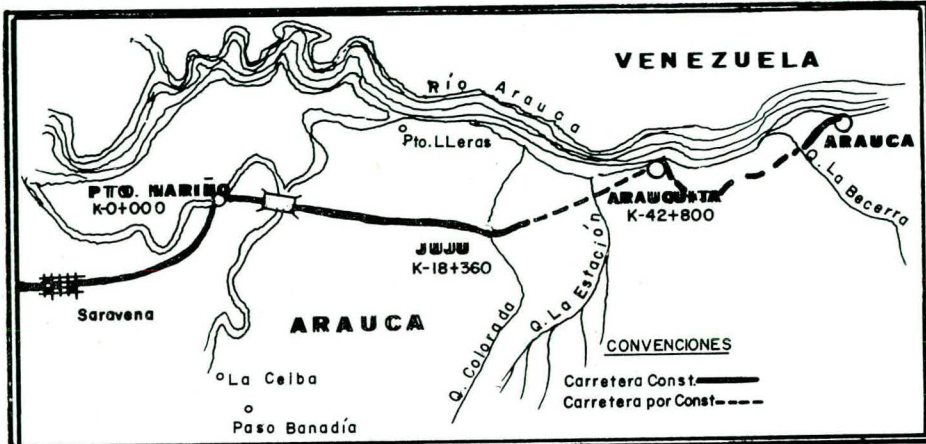 VENEZUELA
Río Arauca
Pto. LLeras
ARAUCA
Q. La Becerra
PTO. NARIÑO
K-0+000
ARAUQUITA
K-42+800
JUJU
K-18+360
Q. La Estación
Saravena
ARAUCA
Q. Colorada
CONVENCIONES
La Ceiba
Carretera Const.
Carretera por Const
Paso Banadía